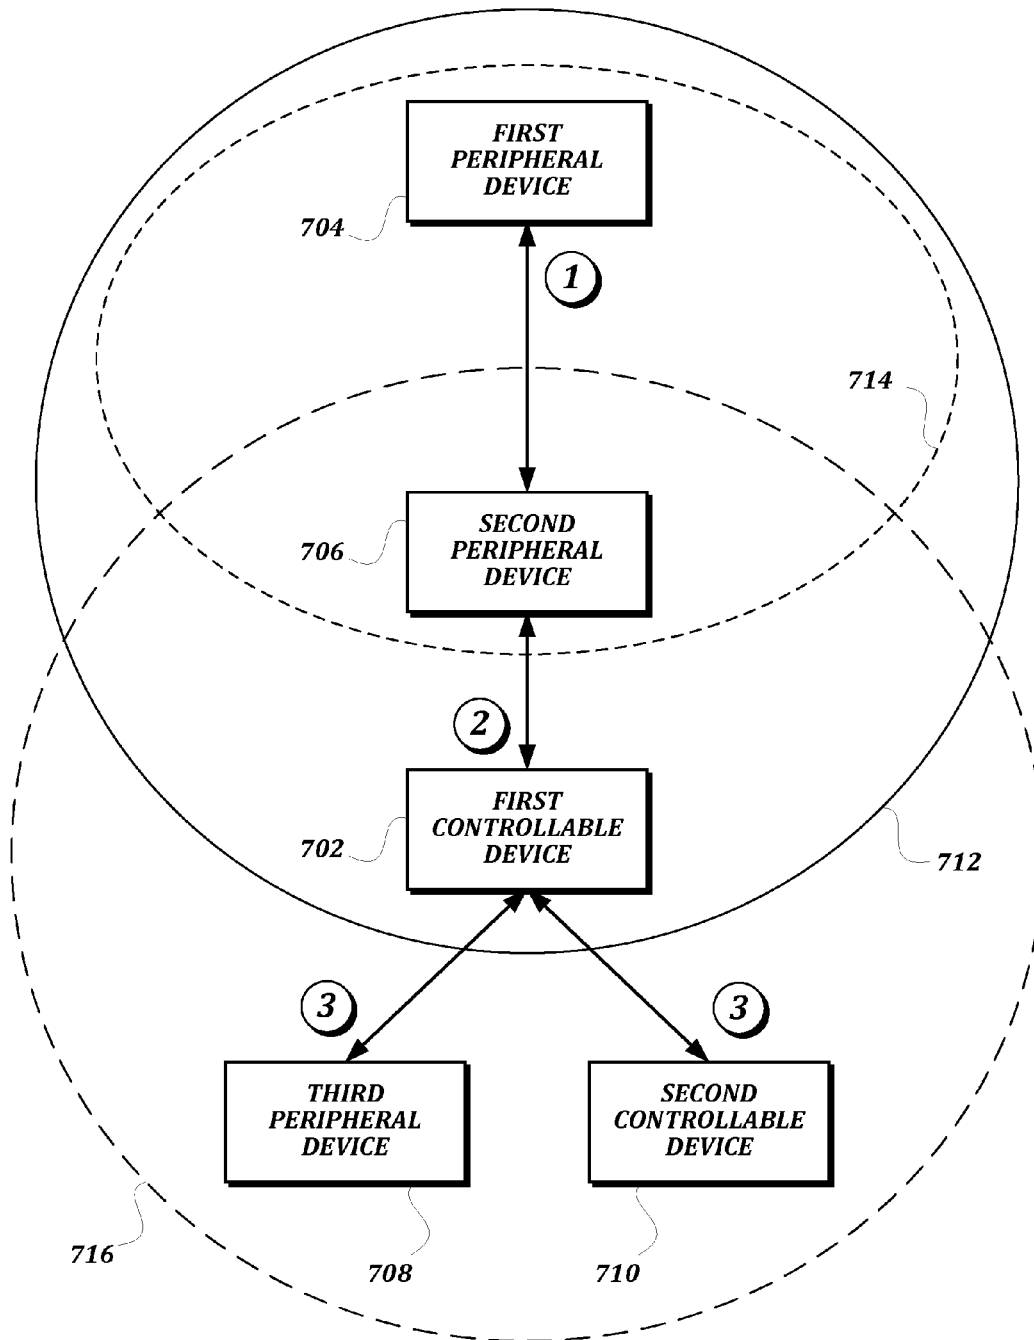 FIRST
PERIPHERAL
DEVICE
704
1
714
SECOND
PERIPHERAL
DEVICE
706
2
FIRST
CONTROLLABLE
DEVICE
702
712
3
3
THIRD
PERIPHERAL
DEVICE
SECOND
CONTROLLABLE
DEVICE
716
708
710